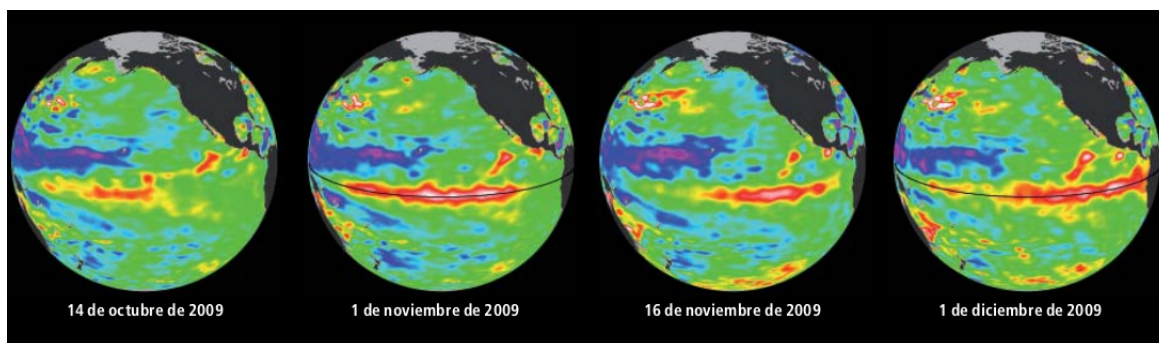 14 de octubre de 2009
1 de noviembre de 2009
16 de noviembre de 2009
1 de diciembre de 2009